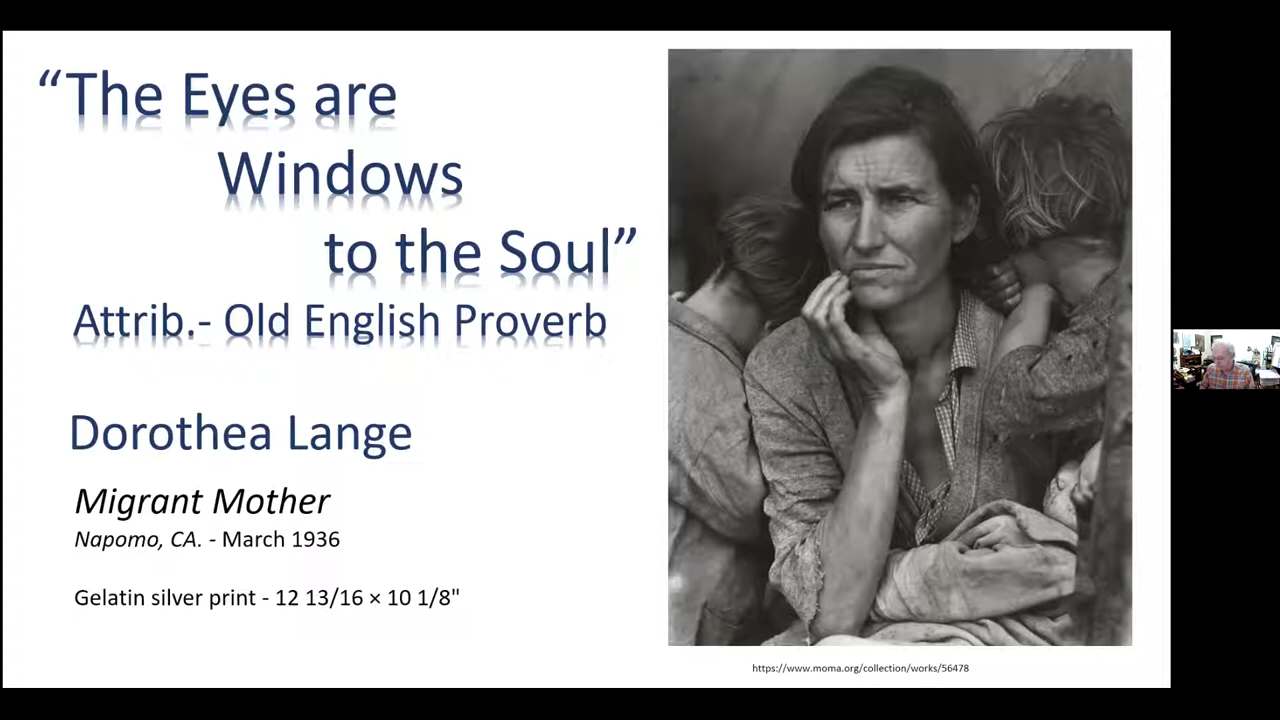 “The Eyes are
Windows
to the Soul”
Attrib.- Old English Proverb
Dorothea Lange
Migrant Mother
Napomo, CA. - March 1936
Gelatin silver print - 12 13/16 × 10 1/8"
https://www.moma.org/collection/works/56478